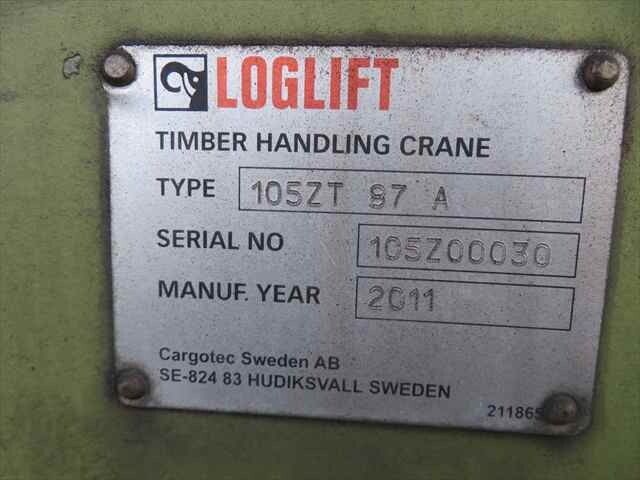 LOGLIFT
TIMBER HANDLING CRANE
TYPE 105ZT 97 A
SERIAL NO 105Z00030
MANUF. YEAR 2011
Cargotec Sweden AB
SE-824 83 HUDIKSVALL SWEDEN